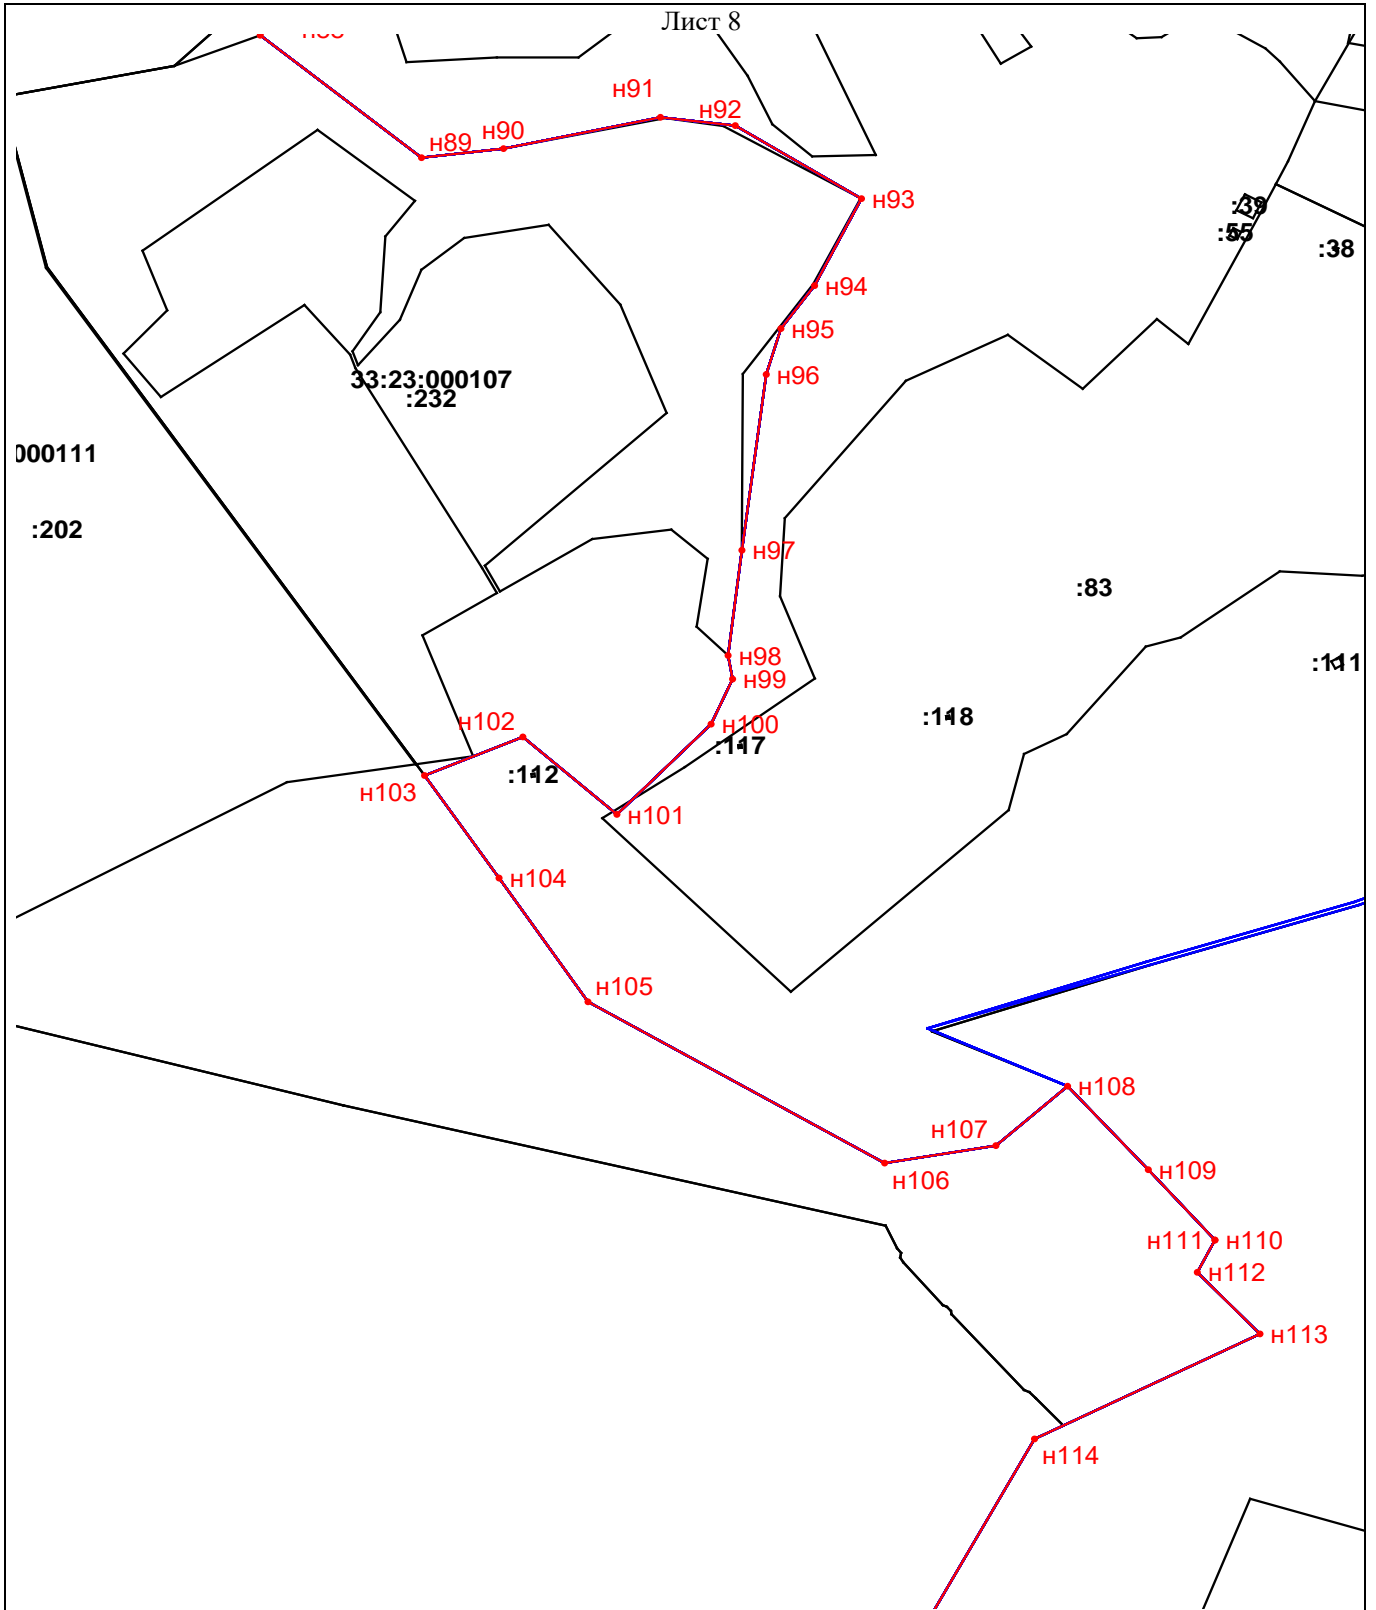 Лист 8
н91
н92
н90
н89
н93
:39
:55
:38
н94
н95
н96
33:23:000107
:232
000111
:202
н97
:83
н98
:111
н99
:118
н102
н100
:117
:112
н103
н101
н104
н105
н108
н107
н109
н106
н111
н110
н112
н113
н114